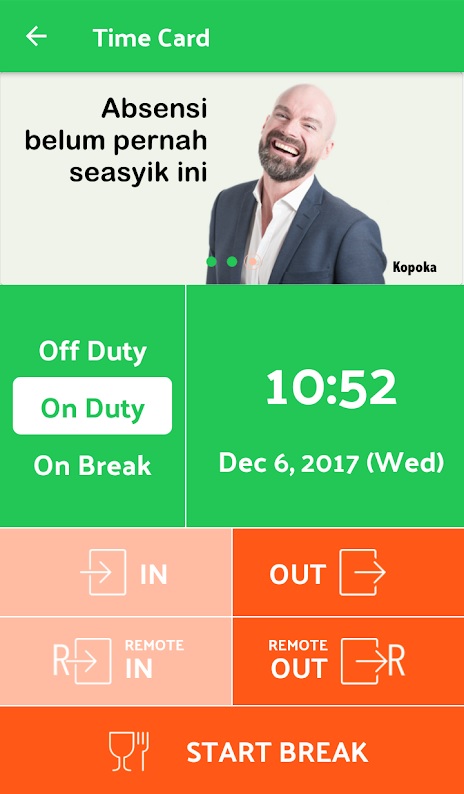 Time Card
Absensi
belum pernah
seasyik ini
Kopoka
Off Duty
On Duty
On Break
10:52
Dec 6, 2017 (Wed)
IN
OUT
R
REMOTE
IN
REMOTE
OUT
R
START BREAK